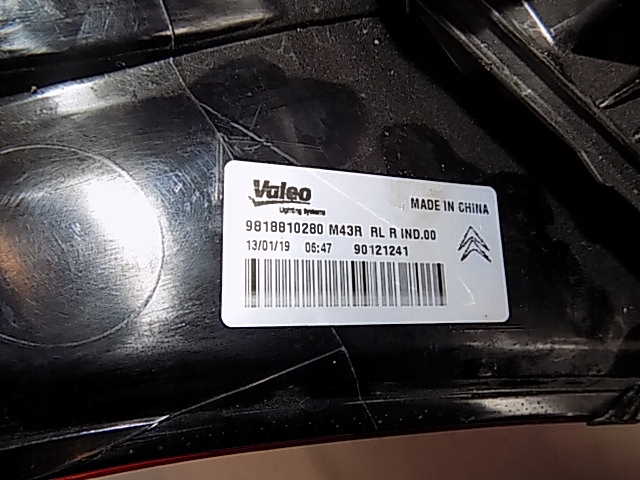 Valeo
Lighting Systems
MADE IN CHINA
9818810280 M43R RL R IND.00
13/01/19 06:47 90121241